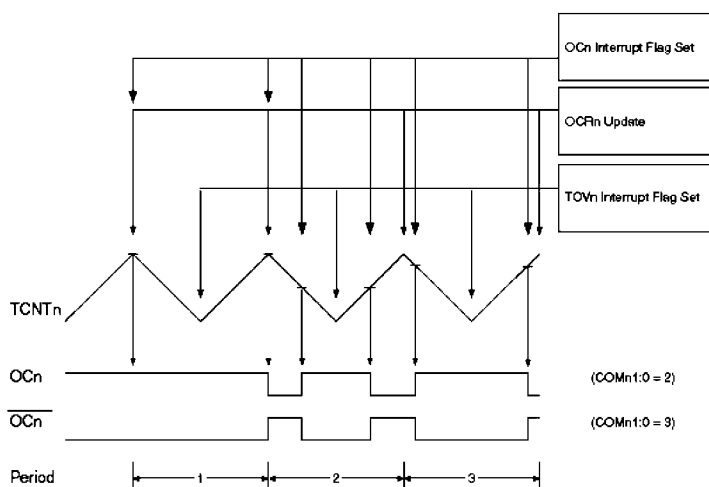 OCn Interrupt Flag Set
OCRn Update
TOVn Interrupt Flag Set
TCNTn
OCn
(COMn1:0 = 2)
OCn
(COMn1:0 = 3)
Period
1
2
3